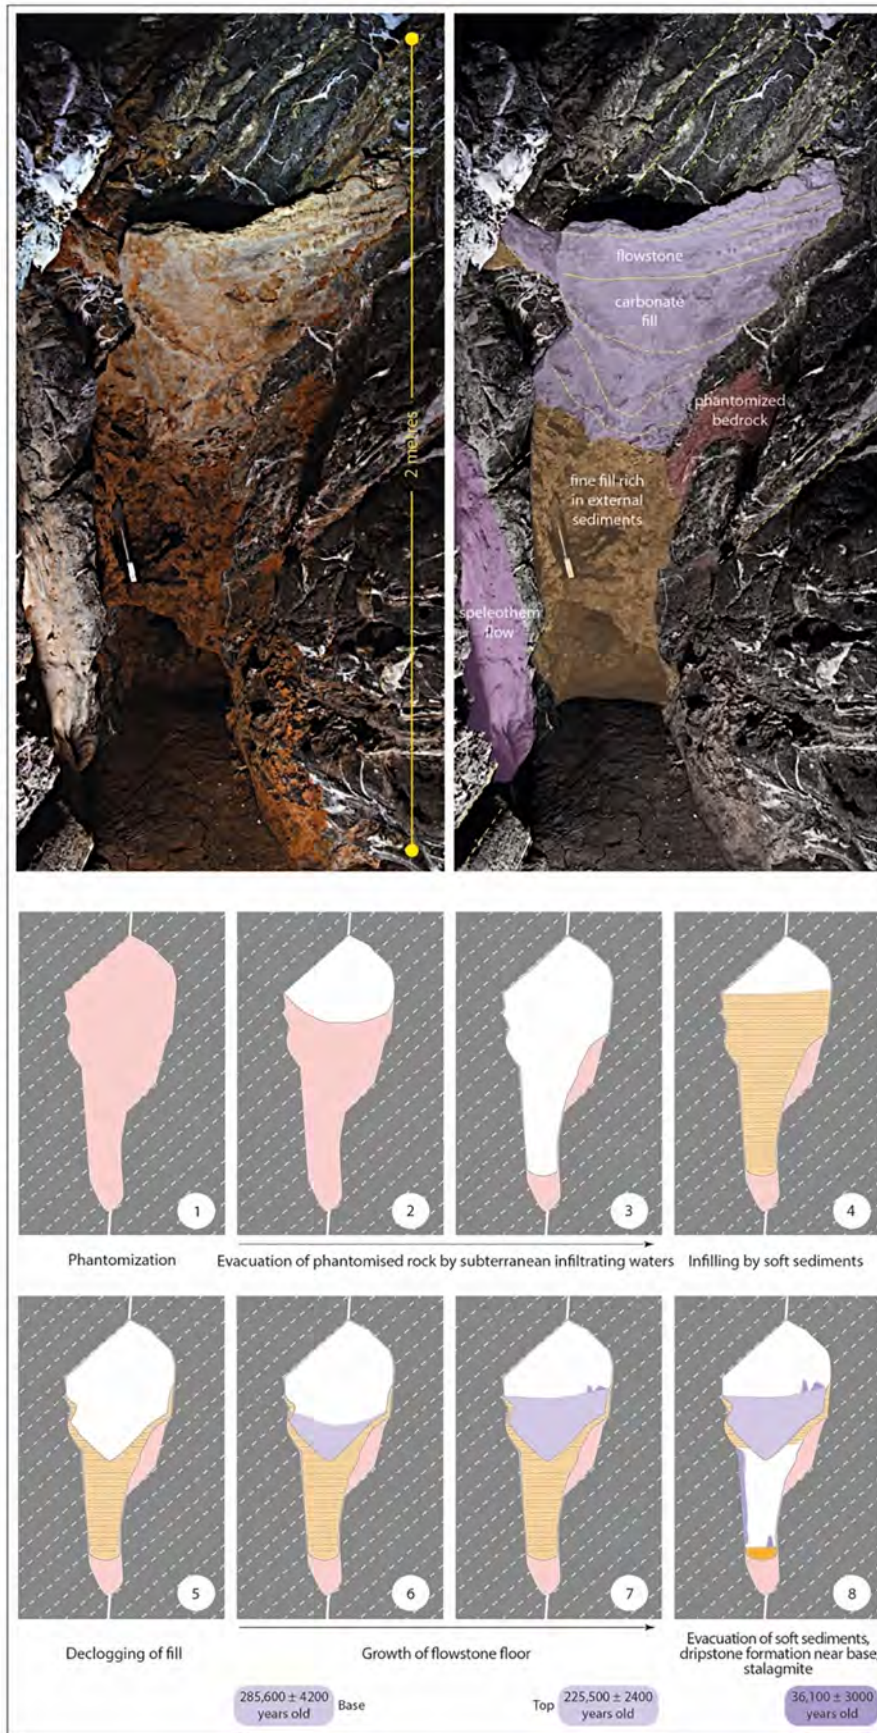 2 metres
flowstone
carbonate
fill
phantomized
bedrock
fine fill rich
in external
sediments
speleothem
flow
1
2
3
4
Phantomization
Evacuation of phantomised rock by subterranean infiltrating waters
Infilling by soft sediments
5
6
7
8
Declogging of fill
Growth of flowstone floor
Evacuation of soft sediments,
dripstone formation near base
stalagmite
285,600 ± 4200
years old
Base
Top
225,500 ± 2400
years old
36,100 ± 3000
years old